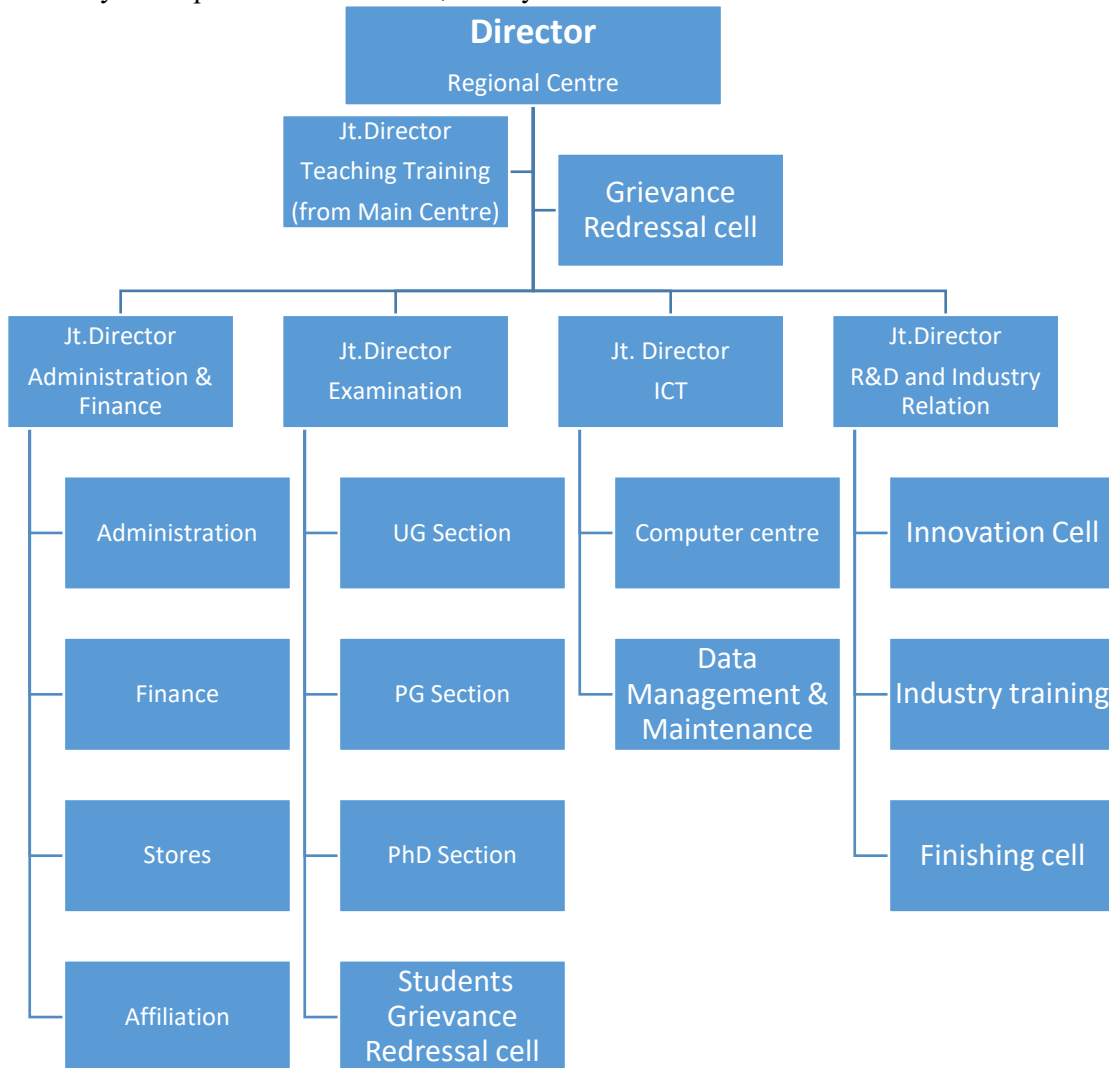 Director
Regional Centre
Jt.Director
Teaching Training
(from Main Centre)
Grievance
Redressal cell
Jt.Director
Administration &
Finance
Jt.Director
Examination
Jt. Director
ICT
Jt.Director
R&D and Industry
Relation
Administration
UG Section
Computer centre
Innovation Cell
Finance
PG Section
Data
Management &
Maintenance
Industry training
Stores
PhD Section
Finishing cell
Affiliation
Students
Grievance
Redressal cell